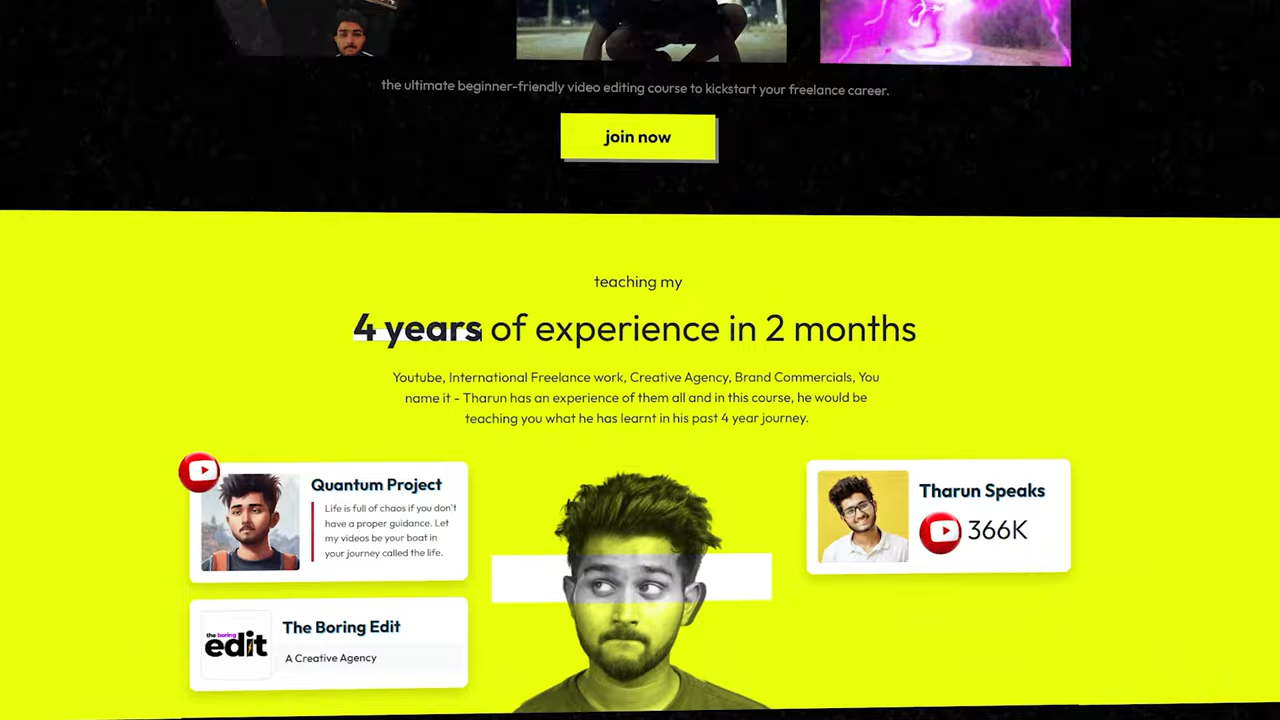 the ultimate beginner-friendly video editing course to kickstart your freelance career.
join now
teaching my
4 years of experience in 2 months
Youtube, International Freelance work, Creative Agency, Brand Commercials, You
name it - Tharun has an experience of them all and in this course, he would be
teaching you what he has learnt in his past 4 year journey.
Quantum Project
Life is full of chaos if you don't
have a proper guidance. Let
my videos be your boat in
your journey called the life.
Tharun Speaks
366K
the boring
edit
The Boring Edit
A Creative Agency